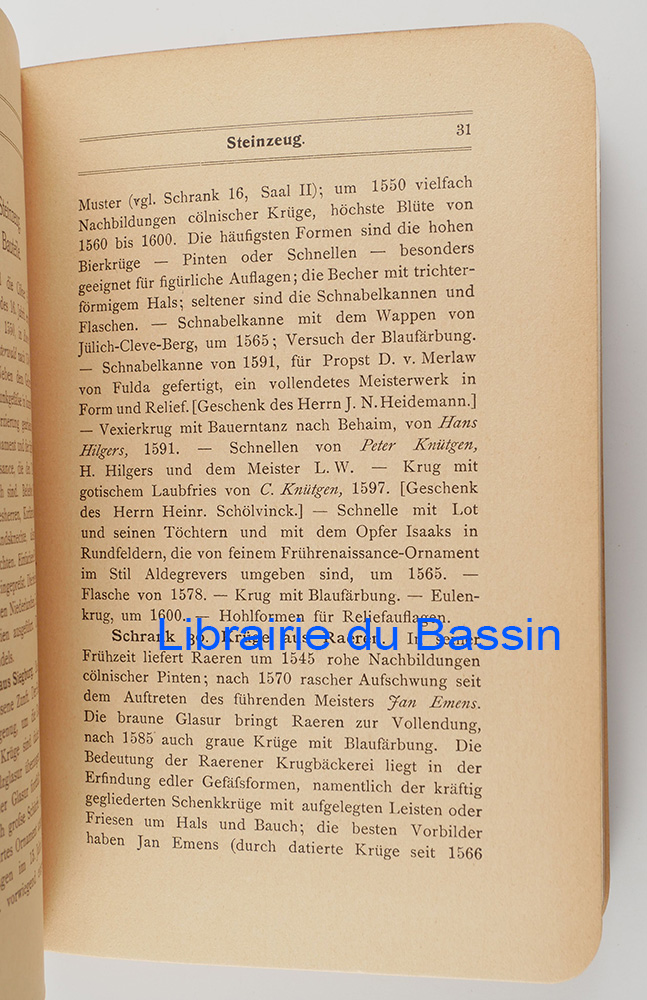 Steinzeug.
31
Muster (vgl. Schrank 16, Saal II); um 1550 vielfach
Nachbildungen cölnischer Krüge, höchste Blüte von
1560 bis 1600. Die häufigsten Formen sind die hohen
Bierkrüge — Pinten oder Schnellen — besonders
geeignet für figürliche Auflagen; die Becher mit trichter-
förmigem Hals; seltener sind die Schnabelkannen und
Flaschen. — Schnabelkanne mit dem Wappen von
Jülich-Cleve-Berg, um 1565; Versuch der Blaufärbung.
— Schnabelkanne von 1591, für Propst D. v. Merlaw
von Fulda gefertigt, ein vollendetes Meisterwerk in
Form und Relief. [Geschenk des Herrn J. N. Heidemann.]
— Vexierkrug mit Bauerntanz nach Behaim, von Hans
Hilgers, 1591. — Schnellen von Peter Knütgen,
H. Hilgers und dem Meister L. W. — Krug mit
gotischem Laubfries von C. Knütgen, 1597. [Geschenk
des Herrn Heinr. Schölvinck.] — Schnelle mit Lot
und seinen Töchtern und mit dem Opfer Isaaks in
Rundfeldern, die von feinem Frührenaissance-Ornament
im Stil Aldegrevers umgeben sind, um 1565. —
Flasche von 1578. — Krug mit Blaufärbung. — Eulen-
krug, um 1600. — Hohlformen für Reliefauflagen.
Librairie du Bassin
Schrank 30. Krüge aus Raeren. In seiner
Frühzeit liefert Raeren um 1545 rohe Nachbildungen
cölnischer Pinten; nach 1570 rascher Aufschwung seit
dem Auftreten des führenden Meisters Jan Emens.
Die braune Glasur bringt Raeren zur Vollendung,
nach 1585 auch graue Krüge mit Blaufärbung. Die
Bedeutung der Raerener Krugbäckerei liegt in der
Erfindung edler Gefäfsformen, namentlich der kräftig
gegliederten Schenkkrüge mit aufgelegten Leisten oder
Friesen um Hals und Bauch; die besten Vorbilder
haben Jan Emens (durch datierte Krüge seit 1566